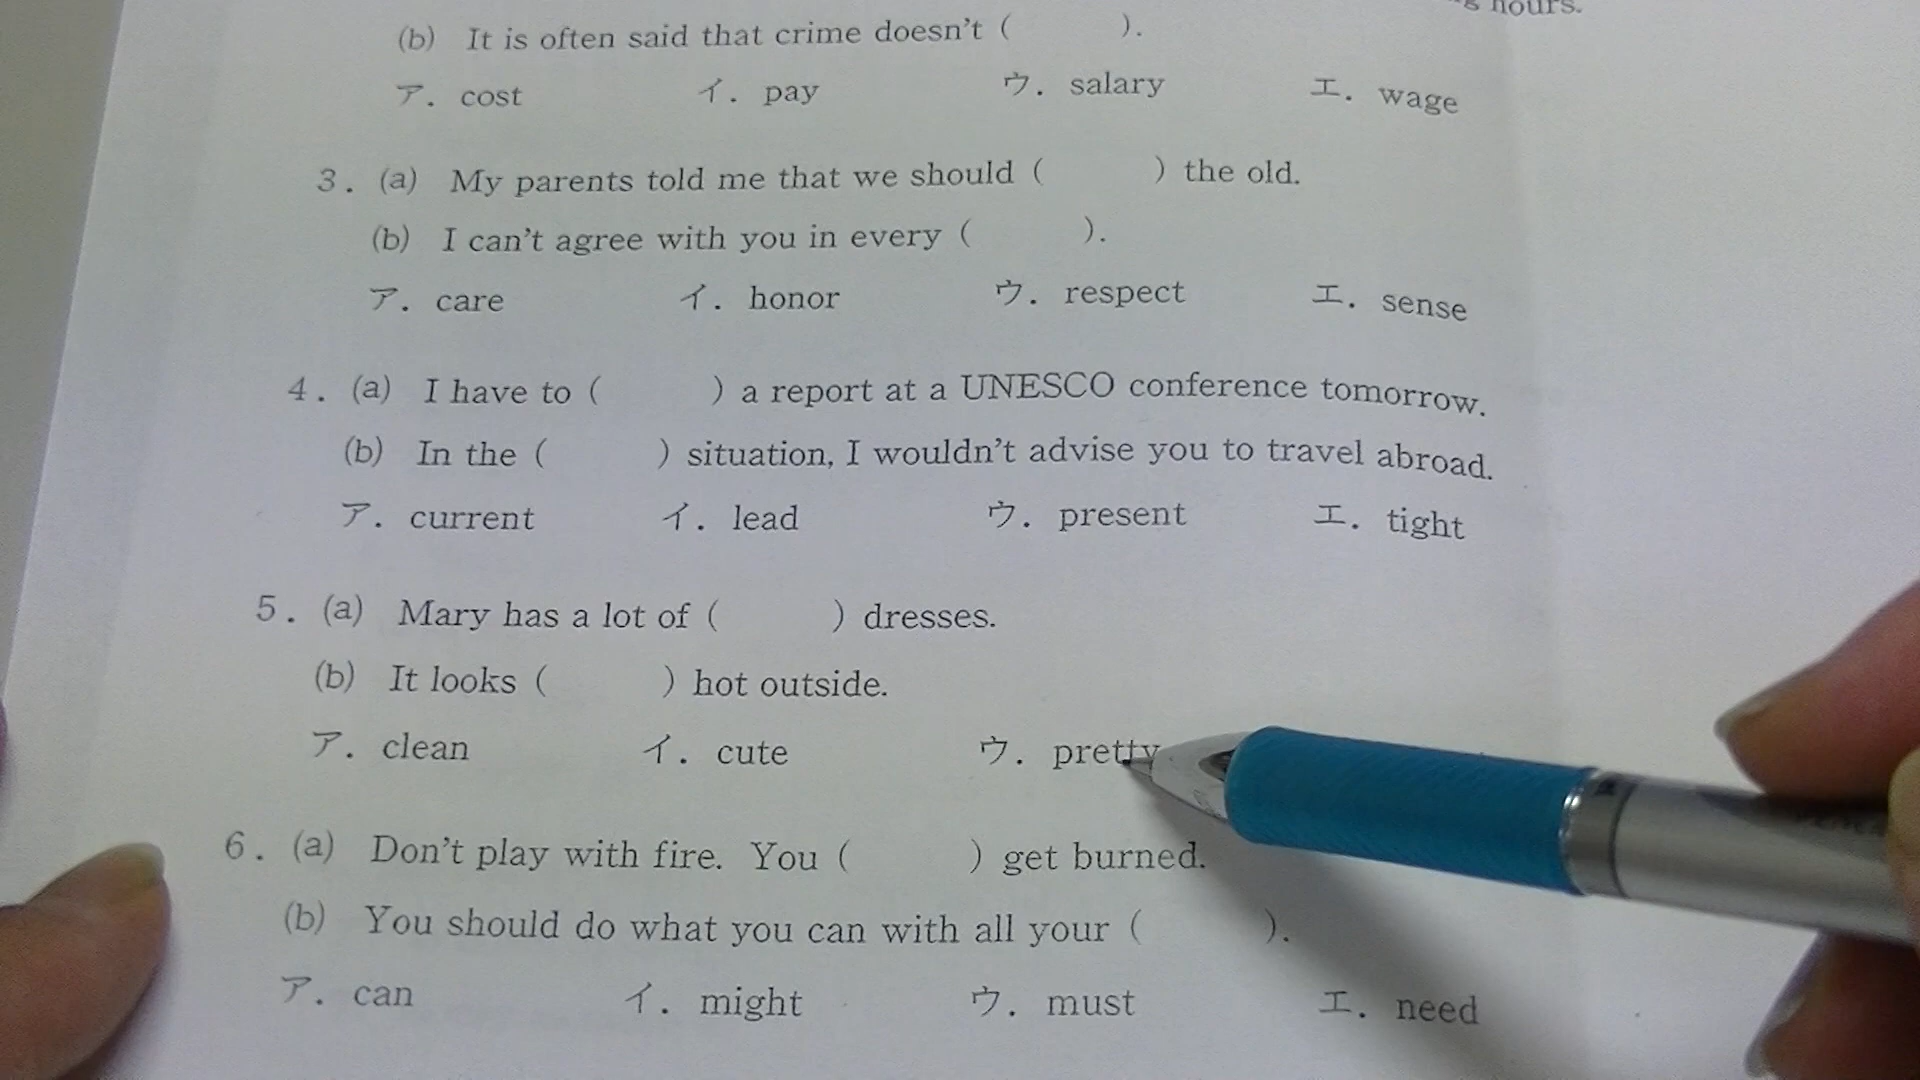 hours.
(b) It is often said that crime doesn't ( ).
ア. cost イ. pay ウ. salary エ. wage
3. (a) My parents told me that we should ( ) the old.
(b) I can't agree with you in every ( ).
ア. care イ. honor ウ. respect エ. sense
4. (a) I have to ( ) a report at a UNESCO conference tomorrow.
(b) In the ( ) situation, I wouldn't advise you to travel abroad.
ア. current イ. lead ウ. present エ. tight
5. (a) Mary has a lot of ( ) dresses.
(b) It looks ( ) hot outside.
ア. clean イ. cute ウ. pretty
6. (a) Don't play with fire. You ( ) get burned.
(b) You should do what you can with all your ( ).
ア. can イ. might ウ. must エ. need